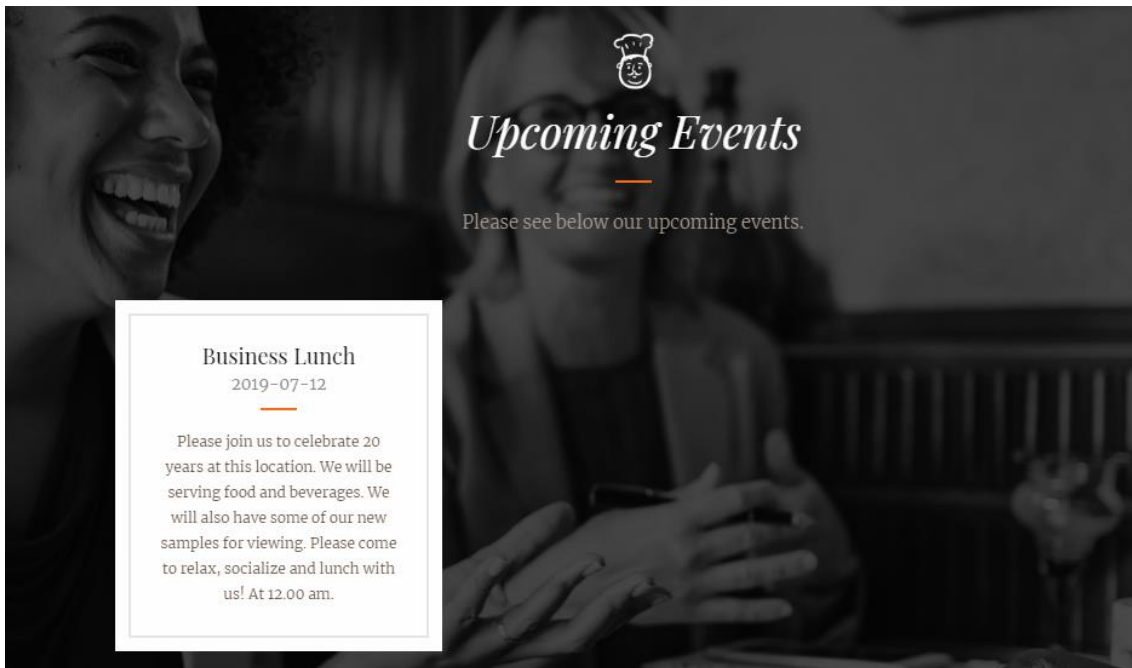 Upcoming Events
Please see below our upcoming events.
Business Lunch
2019-07-12
Please join us to celebrate 20
years at this location. We will be
serving food and beverages. We
will also have some of our new
samples for viewing. Please come
to relax, socialize and lunch with
us! At 12.00 am.